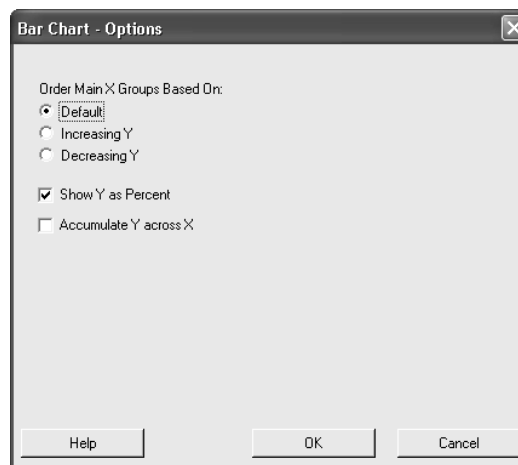 Bar Chart - Options
Order Main X Groups Based On:
Default
Increasing Y
Decreasing Y
Show Y as Percent
Accumulate Y across X
Help OK Cancel